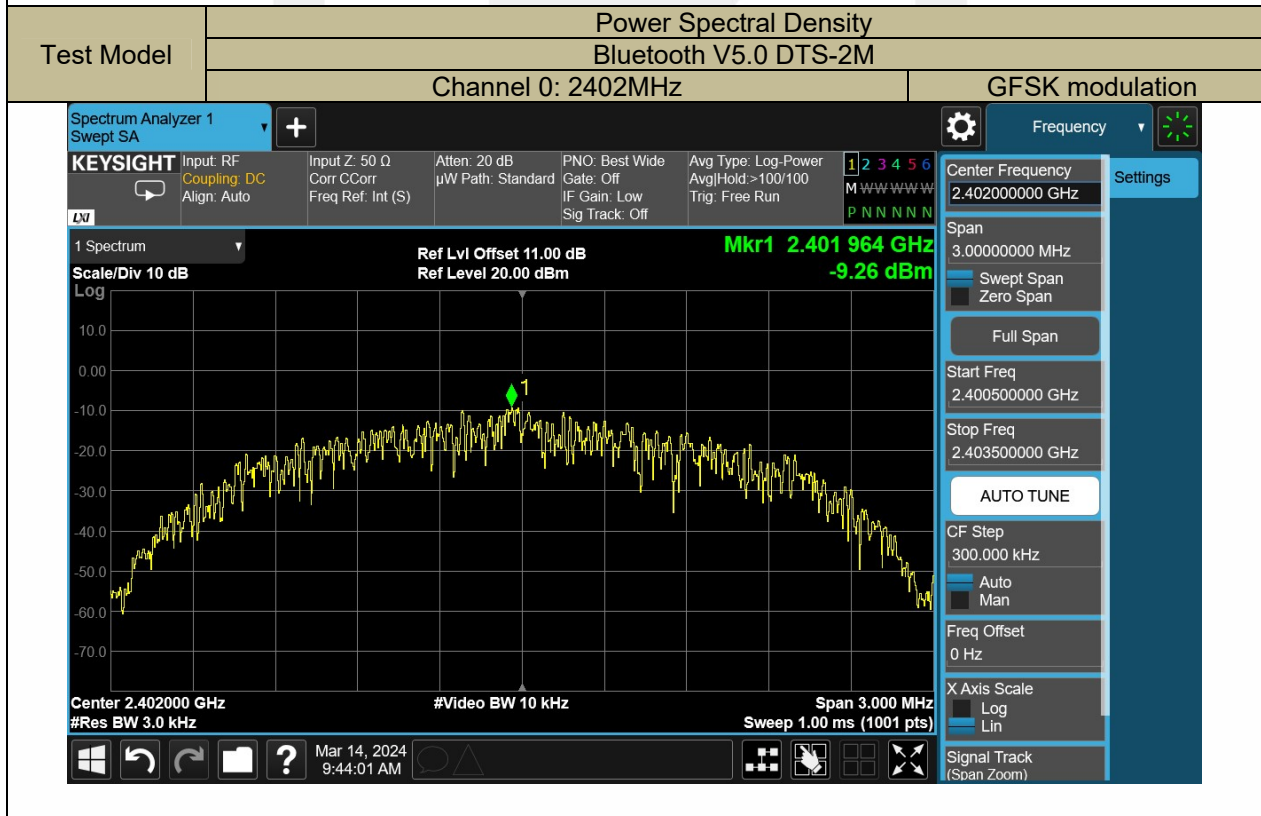 Test Model
Power Spectral Density
Bluetooth V5.0 DTS-2M
Channel 0: 2402MHz
GFSK modulation
Spectrum Analyzer 1
Swept SA
Frequency
KEYSIGHT
LXI
Input: RF
Coupling: DC
Align: Auto
Input Z: 50 Ω
Corr CCorr
Freq Ref: Int (S)
Atten: 20 dB
µW Path: Standard
PNO: Best Wide
Gate: Off
IF Gain: Low
Sig Track: Off
Avg Type: Log-Power
Avg|Hold:>100/100
Trig: Free Run
1 2 3 4 5 6
M W W W W W
P N N N N N
1 Spectrum
Scale/Div 10 dB
Log
Ref Lvl Offset 11.00 dB
Ref Level 20.00 dBm
Mkr1 2.401 964 GHz
-9.26 dBm
10.0
0.00
-10.0
-20.0
-30.0
-40.0
-50.0
-60.0
-70.0
1
Center 2.402000 GHz
#Video BW 10 kHz
Span 3.000 MHz
#Res BW 3.0 kHz
Sweep 1.00 ms (1001 pts)
?
Mar 14, 2024
9:44:01 AM
Center Frequency
2.402000000 GHz
Settings
Span
3.00000000 MHz
Swept Span
Zero Span
Full Span
Start Freq
2.400500000 GHz
Stop Freq
2.403500000 GHz
AUTO TUNE
CF Step
300.000 kHz
Auto
Man
Freq Offset
0 Hz
X Axis Scale
Log
Lin
Signal Track
(Span Zoom)